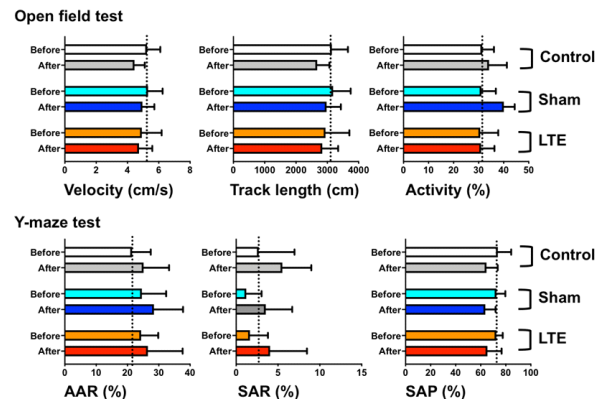 Open field test
Before
After
Before
After
Before
After
0 2 4 6 8
Velocity (cm/s)
Before
After
Before
After
Before
After
0 1000 2000 3000 4000
Track length (cm)
Before
After
Before
After
Before
After
0 10 20 30 40 50
Activity (%)
Control
Sham
LTE
Y-maze test
Before
After
Before
After
Before
After
0 10 20 30 40
AAR (%)
Before
After
Before
After
Before
After
0 5 10 15
SAR (%)
Before
After
Before
After
Before
After
0 20 40 60 80 100
SAP (%)
Control
Sham
LTE